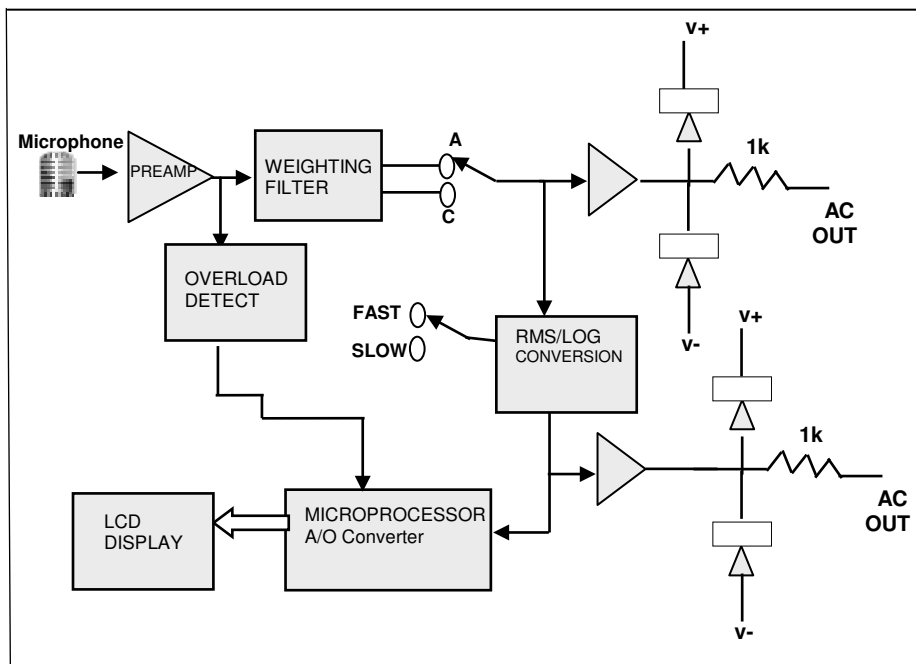 v+
Microphone
PREAMP
WEIGHTING
FILTER
A
C
1k
AC
OUT
OVERLOAD
DETECT
FAST
SLOW
RMS/LOG
CONVERSION
v-
v+
1k
AC
OUT
LCD
DISPLAY
MICROPROCESSOR
A/O Converter
v-